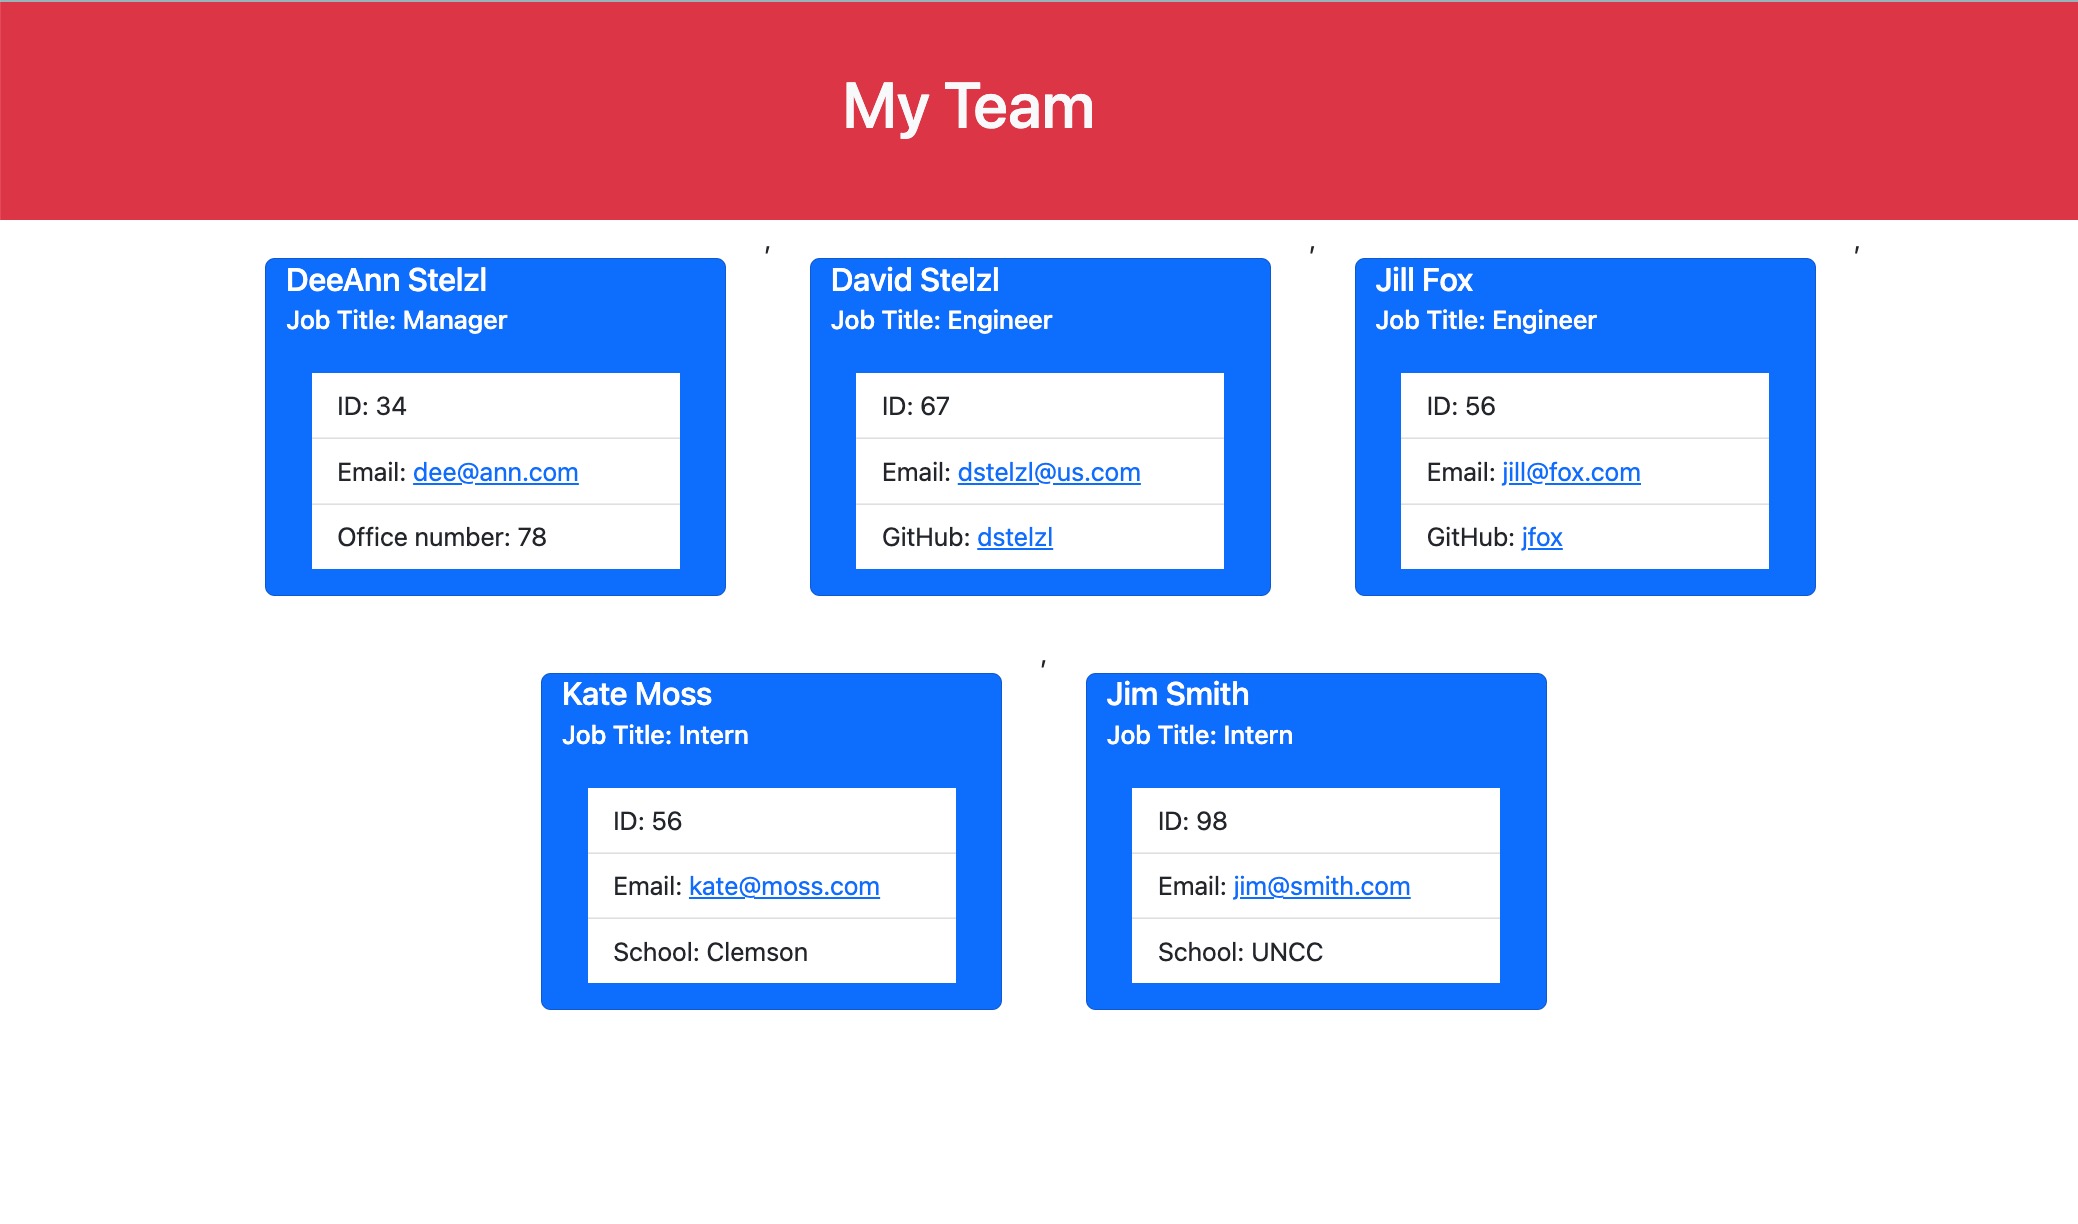 My Team
,
,
,
DeeAnn Stelzl
Job Title: Manager
ID: 34
Email: dee@ann.com
Office number: 78
David Stelzl
Job Title: Engineer
ID: 67
Email: dstelzl@us.com
GitHub: dstelzl
Jill Fox
Job Title: Engineer
ID: 56
Email: jill@fox.com
GitHub: jfox
,
Kate Moss
Job Title: Intern
ID: 56
Email: kate@moss.com
School: Clemson
Jim Smith
Job Title: Intern
ID: 98
Email: jim@smith.com
School: UNCC